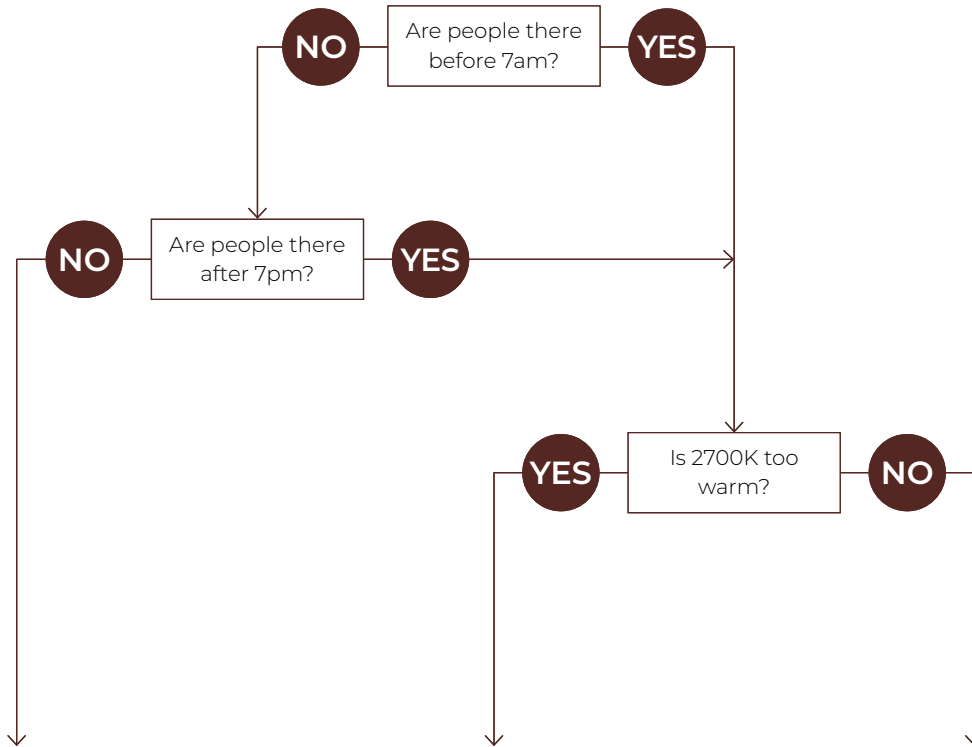 NO
Are people there
before 7am?
YES
NO
Are people there
after 7pm?
YES
YES
Is 2700K too
warm?
NO